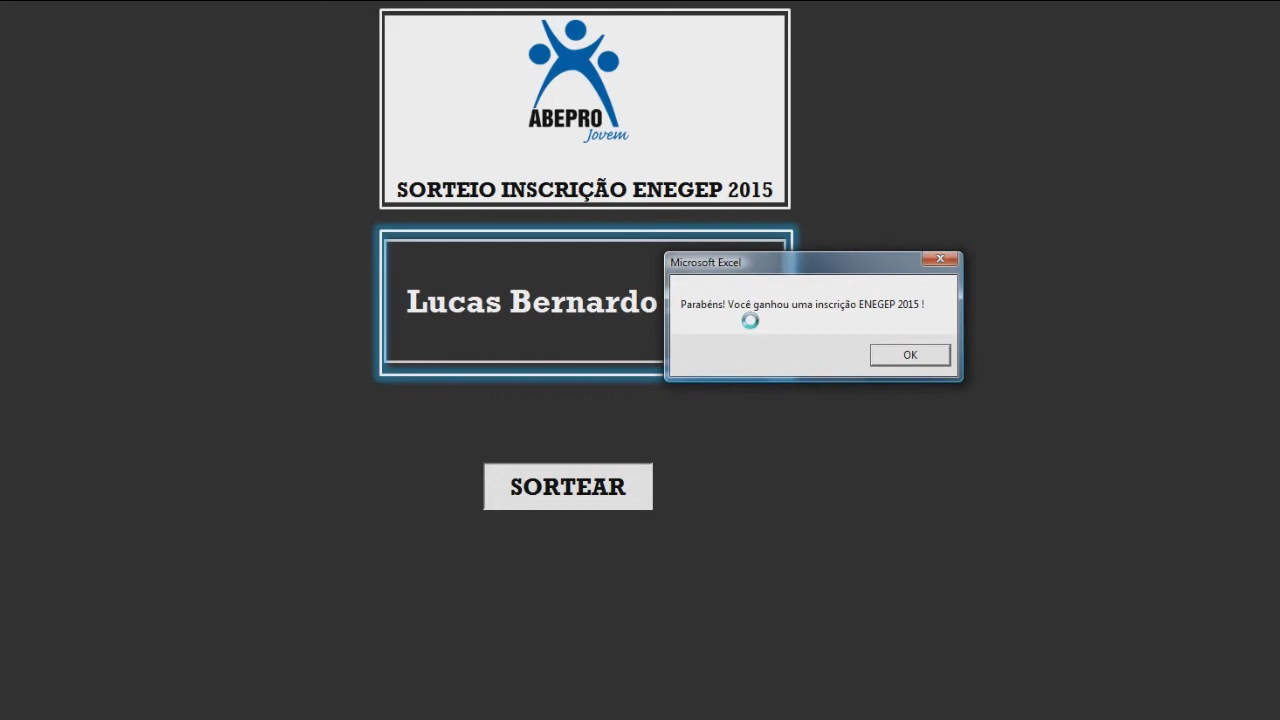 ABEPRO
Jovem
SORTEIO INSCRIÇÃO ENEGEP 2015
Lucas Bernardo
Microsoft Excel
Parabéns! Você ganhou uma inscrição ENEGEP 2015 !
OK
SORTEAR